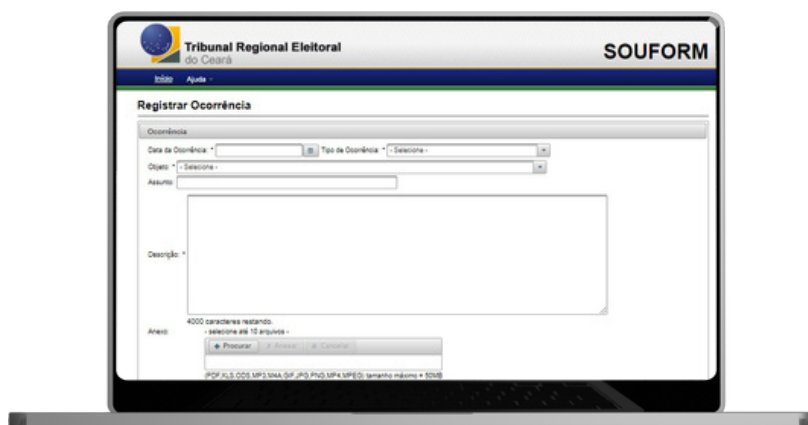 Tribunal Regional Eleitoral
do Ceará
SOUFORM
Início Ajuda
Registrar Ocorrência
Ocorrência
Data da Ocorrência: * Tipo de Ocorrência: * - Selecione -
Objeto: * - Selecione -
Assunto:
Descrição: *
4000 caracteres restando.
Anexo: - selecione até 10 arquivos -
+ Procurar Anexar Cancelar
(PDF,XLS,ODS,MP3,M4A,GIF,JPG,PNG,MP4,MPEG) tamanho máximo = 50MB